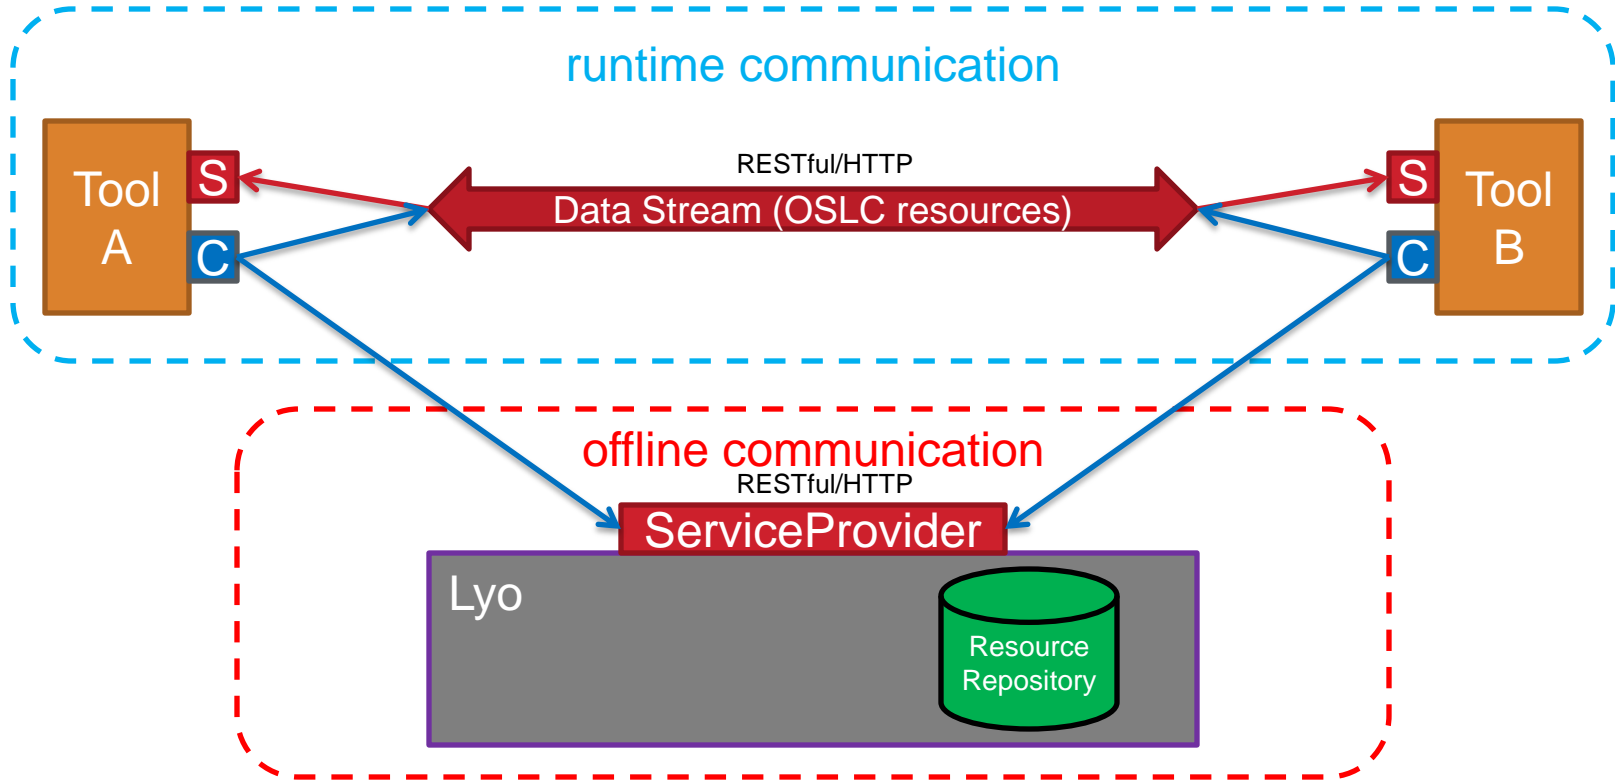 runtime communication
RESTful/HTTP
Tool
A
S
C
Data Stream (OSLC resources)
S
C
Tool
B
offline communication
RESTful/HTTP
ServiceProvider
Lyo
Resource
Repository